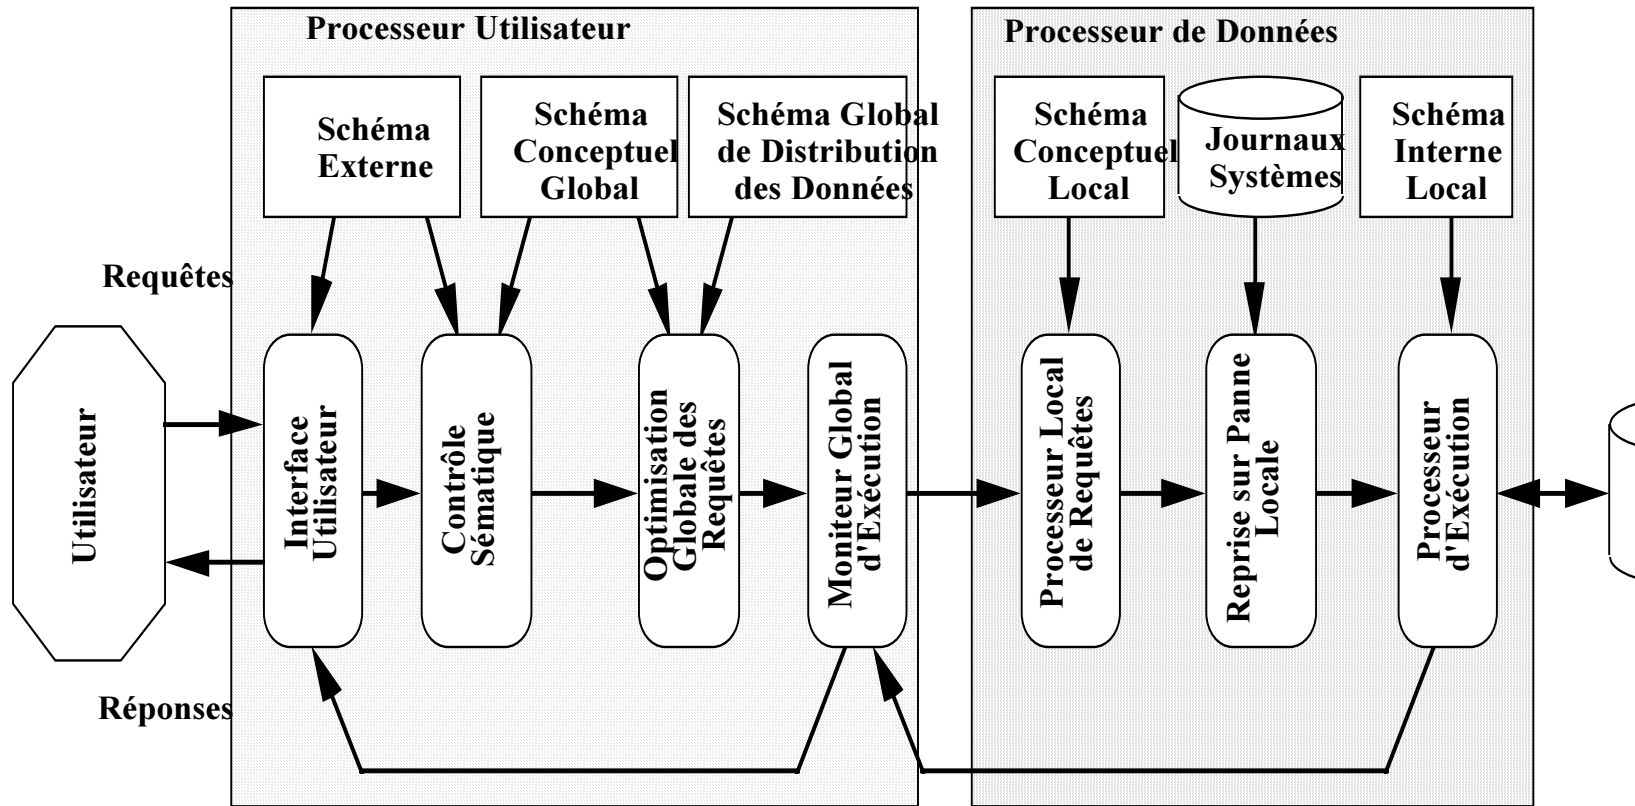 Processeur Utilisateur
Processeur de Données
Schéma
Externe
Schéma
Conceptuel
Global
Schéma Global
de Distribution
des Données
Schéma
Conceptuel
Local
Journaux
Systèmes
Schéma
Interne
Local
Requêtes
Utilisateur
Interface
Utilisateur
Contrôle
Sématique
Optimisation
Globale des
Requêtes
Moniteur Global
d'Exécution
Processeur Local
de Requêtes
Reprise sur Panne
Locale
Processeur
d'Exécution
Réponses